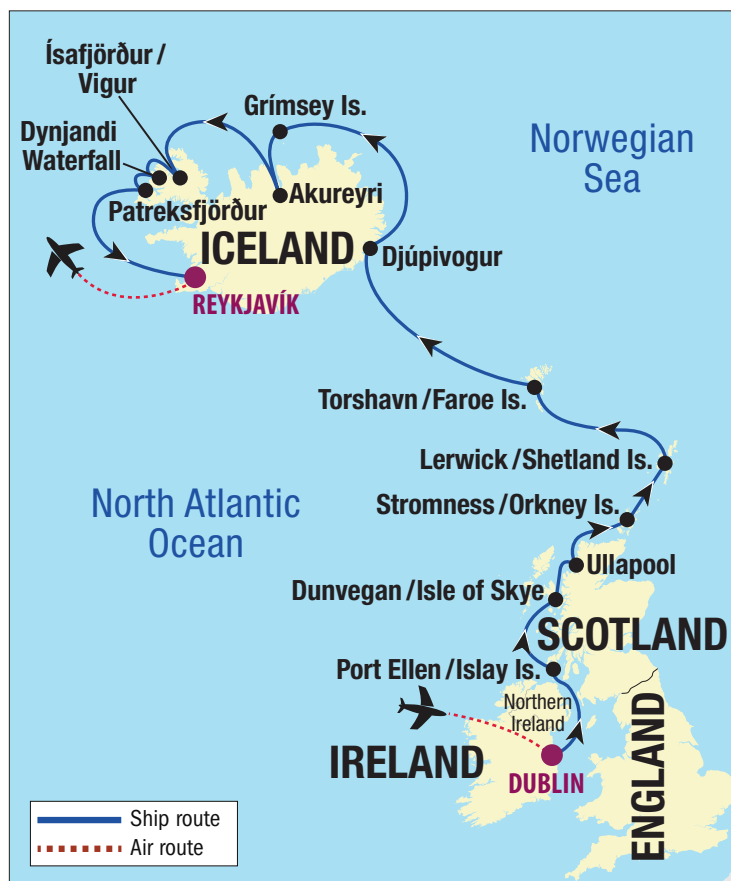 Ísafjörður /
Vigur
Grímsey Is.
Norwegian
Sea
Dynjandi
Waterfall
Akureyri
Patreksfjörður
ICELAND
Djúpivogur
REYKJAVÍK
Torshavn / Faroe Is.
Lerwick / Shetland Is.
North Atlantic
Ocean
Stromness / Orkney Is.
Ullapool
Dunvegan / Isle of Skye
SCOTLAND
Port Ellen / Islay Is.
Northern
Ireland
IRELAND
DUBLIN
ENGLAND
Ship route
Air route